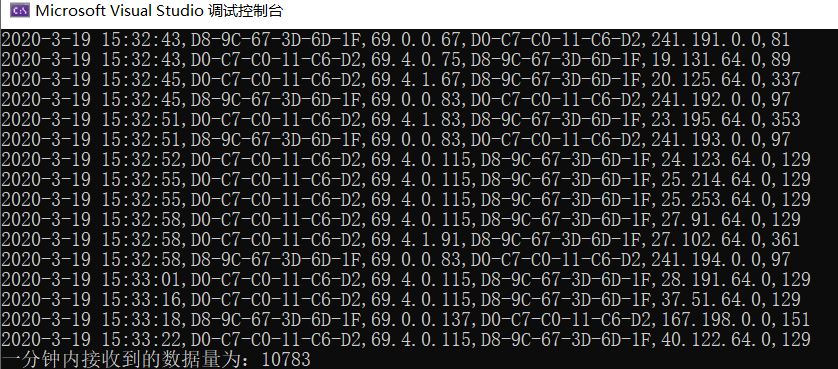 Microsoft Visual Studio 调试控制台
2020-3-19 15:32:43,D8-9C-67-3D-6D-1F,69.0.0.67,D0-C7-C0-11-C6-D2,241.191.0.0,81
2020-3-19 15:32:43,D0-C7-C0-11-C6-D2,69.4.0.75,D8-9C-67-3D-6D-1F,19.131.64.0,89
2020-3-19 15:32:45,D0-C7-C0-11-C6-D2,69.4.1.67,D8-9C-67-3D-6D-1F,20.125.64.0,337
2020-3-19 15:32:45,D8-9C-67-3D-6D-1F,69.0.0.83,D0-C7-C0-11-C6-D2,241.192.0.0,97
2020-3-19 15:32:51,D0-C7-C0-11-C6-D2,69.4.1.83,D8-9C-67-3D-6D-1F,23.195.64.0,353
2020-3-19 15:32:51,D8-9C-67-3D-6D-1F,69.0.0.83,D0-C7-C0-11-C6-D2,241.193.0.0,97
2020-3-19 15:32:52,D0-C7-C0-11-C6-D2,69.4.0.115,D8-9C-67-3D-6D-1F,24.123.64.0,129
2020-3-19 15:32:55,D0-C7-C0-11-C6-D2,69.4.0.115,D8-9C-67-3D-6D-1F,25.214.64.0,129
2020-3-19 15:32:55,D0-C7-C0-11-C6-D2,69.4.0.115,D8-9C-67-3D-6D-1F,25.253.64.0,129
2020-3-19 15:32:58,D0-C7-C0-11-C6-D2,69.4.0.115,D8-9C-67-3D-6D-1F,27.91.64.0,129
2020-3-19 15:32:58,D0-C7-C0-11-C6-D2,69.4.1.91,D8-9C-67-3D-6D-1F,27.102.64.0,361
2020-3-19 15:32:58,D8-9C-67-3D-6D-1F,69.0.0.83,D0-C7-C0-11-C6-D2,241.194.0.0,97
2020-3-19 15:33:01,D0-C7-C0-11-C6-D2,69.4.0.115,D8-9C-67-3D-6D-1F,28.191.64.0,129
2020-3-19 15:33:16,D0-C7-C0-11-C6-D2,69.4.0.115,D8-9C-67-3D-6D-1F,37.51.64.0,129
2020-3-19 15:33:18,D8-9C-67-3D-6D-1F,69.0.0.137,D0-C7-C0-11-C6-D2,167.198.0.0,151
2020-3-19 15:33:22,D0-C7-C0-11-C6-D2,69.4.0.115,D8-9C-67-3D-6D-1F,40.122.64.0,129
一分钟内接收到的数据量为：10783